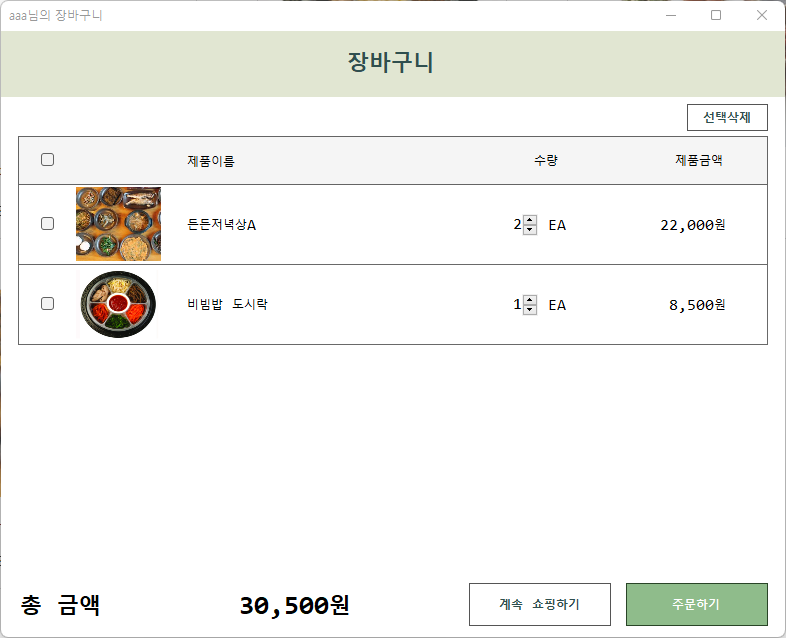 aaa님의 장바구니
장바구니
선택삭제
제품이름 수량 제품금액
든든저녁상A 2 EA 22,000원
비빔밥 도시락 1 EA 8,500원
총 금액 30,500원 계속 쇼핑하기 주문하기